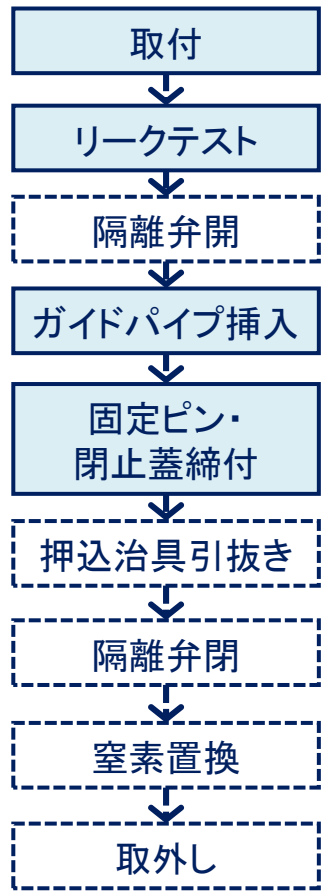 取付
リークテスト
隔離弁開
ガイドパイプ挿入
固定ピン・
閉止蓋締付
押込治具引抜き
隔離弁閉
窒素置換
取外し